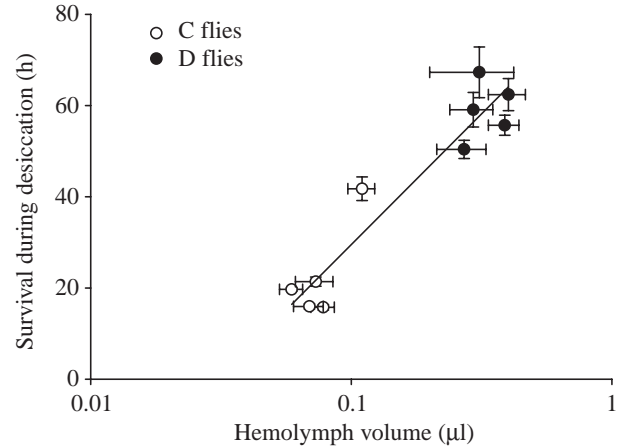 C flies
D flies
Survival during desiccation (h)
80
60
40
20
0
0.01
0.1
1
Hemolymph volume (μl)